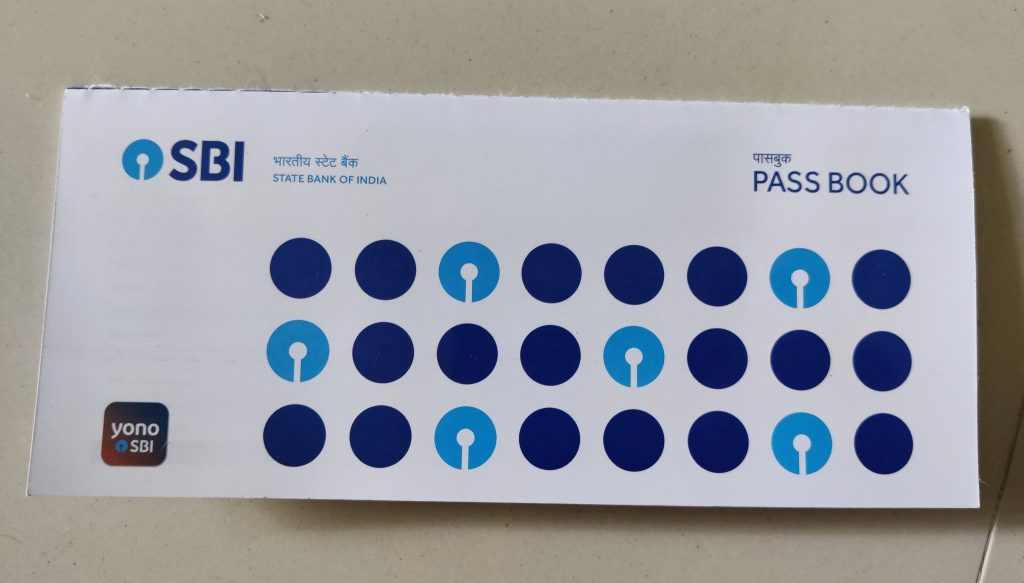 SBI
भारतीय स्टेट बैंक
STATE BANK OF INDIA
पासबुक
PASS BOOK
yono
SBI